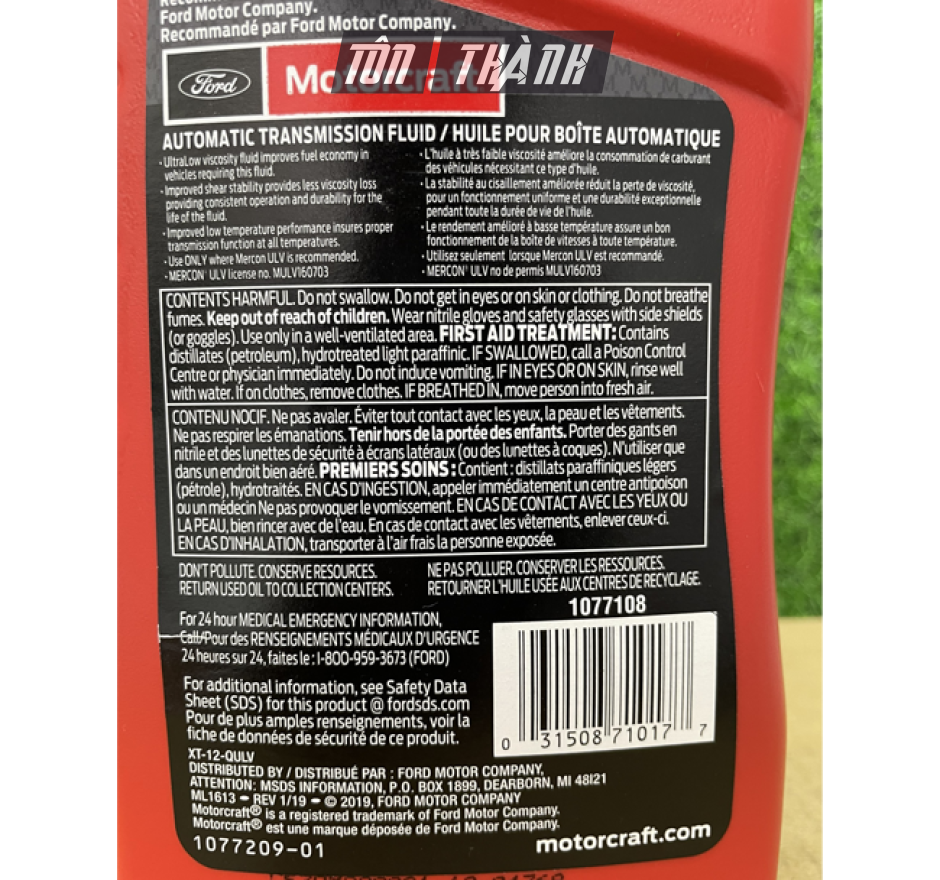 Ford Motor Company.
Recommandé par Ford Motor Company.
TÔN THÀNH
Ford
Motorcraft
AUTOMATIC TRANSMISSION FLUID / HUILE POUR BOÎTE AUTOMATIQUE
· UltraLow viscosity fluid improves fuel economy in
vehicles requiring this fluid.
· Improved shear stability provides less viscosity loss
providing consistent operation and durability for the
life of the fluid.
· Improved low temperature performance insures proper
transmission function at all temperatures.
· Use ONLY where Mercon ULV is recommended.
· MERCON® ULV license no. MULV160703
· L'huile à très faible viscosité améliore la consommation de carburant
des véhicules nécessitant ce type d'huile.
· La stabilité au cisaillement améliorée réduit la perte de viscosité,
pour un fonctionnement uniforme et une durabilité exceptionnelle
pendant toute la durée de vie de l'huile.
· Le rendement amélioré à basse température assure un bon
fonctionnement de la boîte de vitesses à toute température.
· Utilisez seulement lorsque Mercon ULV est recommandé.
· MERCON® ULV no de permis MULV160703
CONTENTS HARMFUL. Do not swallow. Do not get in eyes or on skin or clothing. Do not breathe
fumes. Keep out of reach of children. Wear nitrile gloves and safety glasses with side shields
(or goggles). Use only in a well-ventilated area. FIRST AID TREATMENT: Contains
distillates (petroleum), hydrotreated light paraffinic. IF SWALLOWED, call a Poison Control
Centre or physician immediately. Do not induce vomiting. IF IN EYES OR ON SKIN, rinse well
with water. If on clothes, remove clothes. IF BREATHED IN, move person into fresh air.
CONTENU NOCIF. Ne pas avaler. Éviter tout contact avec les yeux, la peau et les vêtements.
Ne pas respirer les émanations. Tenir hors de la portée des enfants. Porter des gants en
nitrile et des lunettes de sécurité à écrans latéraux (ou des lunettes à coques). N'utiliser que
dans un endroit bien aéré. PREMIERS SOINS : Contient : distillats paraffiniques légers
(pétrole), hydrotraités. EN CAS D'INGESTION, appeler immédiatement un centre antipoison
ou un médecin Ne pas provoquer le vomissement. EN CAS DE CONTACT AVEC LES YEUX OU
LA PEAU, bien rincer avec de l'eau. En cas de contact avec les vêtements, enlever ceux-ci.
EN CAS D'INHALATION, transporter à l'air frais la personne exposée.
DON'T POLLUTE. CONSERVE RESOURCES.
RETURN USED OIL TO COLLECTION CENTERS.
NE PAS POLLUER. CONSERVER LES RESSOURCES.
RETOURNER L'HUILE USÉE AUX CENTRES DE RECYCLAGE.
1077108
For 24 hour MEDICAL EMERGENCY INFORMATION,
Call/Pour des RENSEIGNEMENTS MÉDICAUX D'URGENCE
24 heures sur 24, faites le : 1-800-959-3673 (FORD)
For additional information, see Safety Data
Sheet (SDS) for this product @ fordsds.com
Pour de plus amples renseignements, voir la
fiche de données de sécurité de ce produit.
0 31508 71017 7
XT-12-QULV
DISTRIBUTED BY / DISTRIBUÉ PAR : FORD MOTOR COMPANY,
ATTENTION: MSDS INFORMATION, P.O. BOX 1899, DEARBORN, MI 48121
ML1613 – REV 1/19 – © 2019, FORD MOTOR COMPANY
Motorcraft® is a registered trademark of Ford Motor Company.
Motorcraft® est une marque déposée de Ford Motor Company.
1077209-01
motorcraft.com